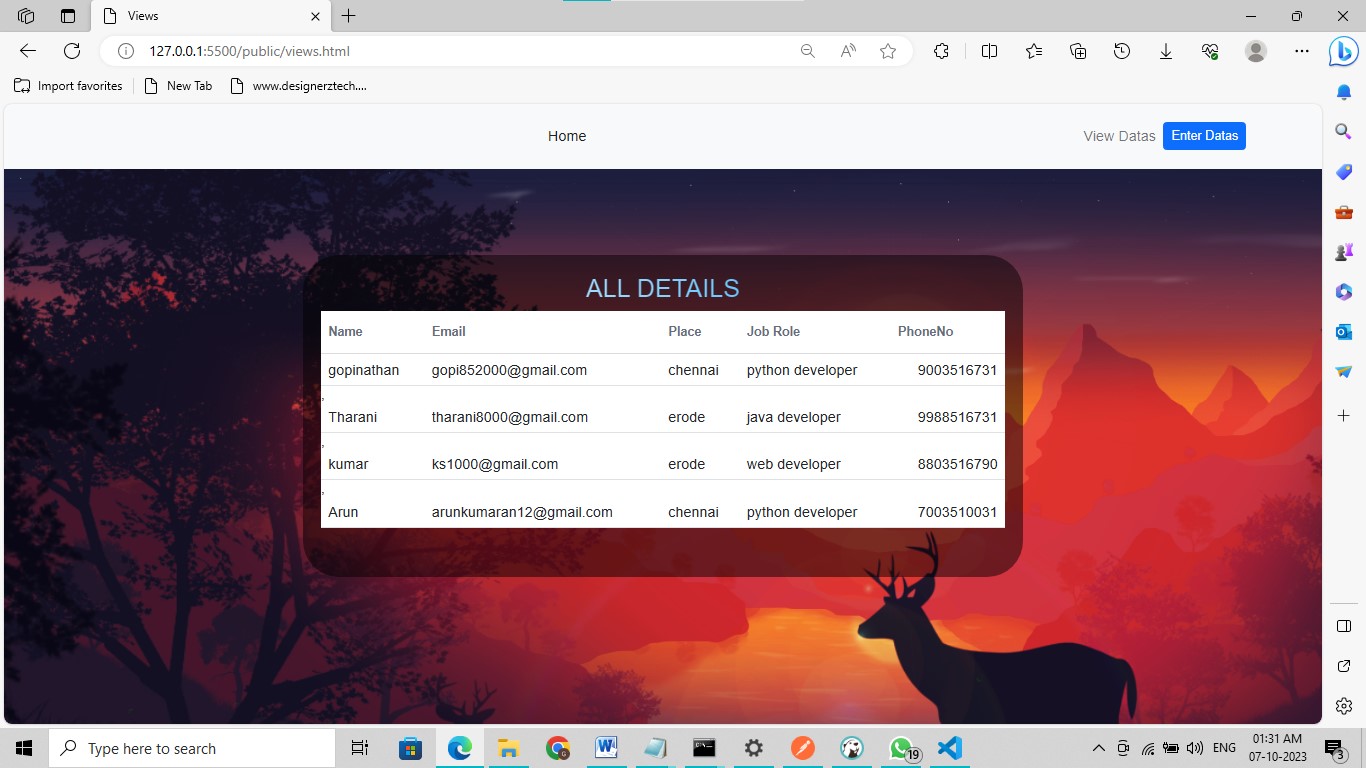 Views
127.0.0.1:5500/public/views.html
Import favorites New Tab www.designerztech....
Home View Datas Enter Datas
ALL DETAILS
Name Email Place Job Role PhoneNo
gopinathan gopi852000@gmail.com chennai python developer 9003516731
,
Tharani tharani8000@gmail.com erode java developer 9988516731
,
kumar ks1000@gmail.com erode web developer 8803516790
,
Arun arunkumaran12@gmail.com chennai python developer 7003510031
Type here to search
19
ENG
01:31 AM
07-10-2023
3